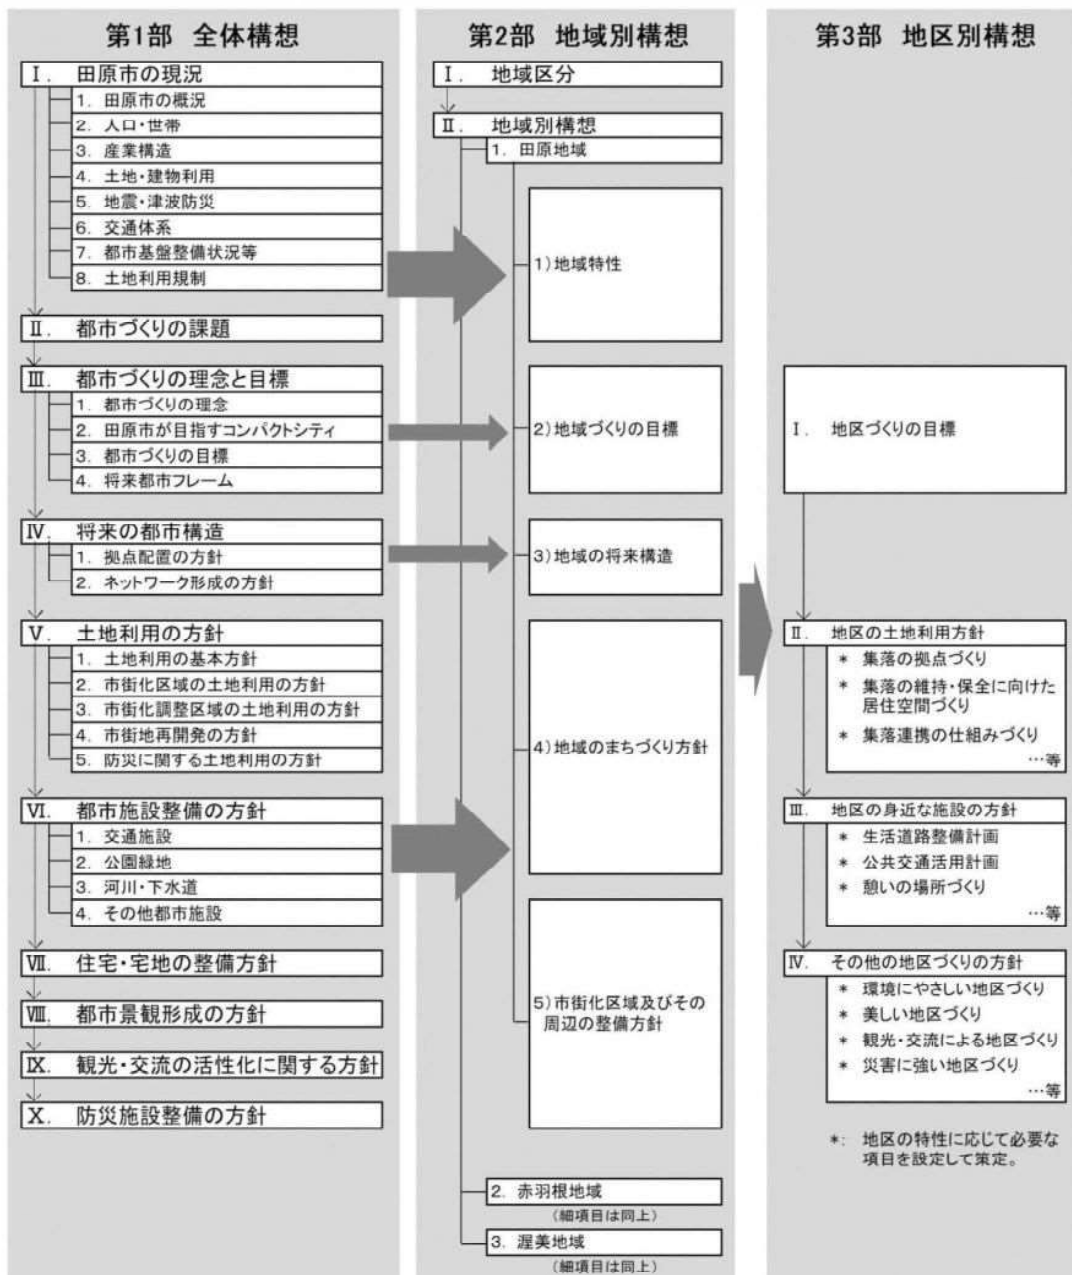 第1部 全体構想
Ⅰ. 田原市の現況
1. 田原市の概況
2. 人口・世帯
3. 産業構造
4. 土地・建物利用
5. 地震・津波防災
6. 交通体系
7. 都市基盤整備状況等
8. 土地利用規制
Ⅱ. 都市づくりの課題
Ⅲ. 都市づくりの理念と目標
1. 都市づくりの理念
2. 田原市が目指すコンパクトシティ
3. 都市づくりの目標
4. 将来都市フレーム
Ⅳ. 将来の都市構造
1. 拠点配置の方針
2. ネットワーク形成の方針
Ⅴ. 土地利用の方針
1. 土地利用の基本方針
2. 市街化区域の土地利用の方針
3. 市街化調整区域の土地利用の方針
4. 市街地再開発の方針
5. 防災に関する土地利用の方針
Ⅵ. 都市施設整備の方針
1. 交通施設
2. 公園緑地
3. 河川・下水道
4. その他都市施設
Ⅶ. 住宅・宅地の整備方針
Ⅷ. 都市景観形成の方針
Ⅸ. 観光・交流の活性化に関する方針
Ⅹ. 防災施設整備の方針
第2部 地域別構想
Ⅰ. 地域区分
Ⅱ. 地域別構想
1. 田原地域
1)地域特性
2)地域づくりの目標
3)地域の将来構造
4)地域のまちづくり方針
5)市街化区域及びその
周辺の整備方針
2. 赤羽根地域
(細項目は同上)
3. 渥美地域
(細項目は同上)
第3部 地区別構想
Ⅰ. 地区づくりの目標
Ⅱ. 地区の土地利用方針
* 集落の拠点づくり
* 集落の維持・保全に向けた
居住空間づくり
* 集落連携の仕組みづくり
…等
Ⅲ. 地区の身近な施設の方針
* 生活道路整備計画
* 公共交通活用計画
* 憩いの場所づくり
…等
Ⅳ. その他の地区づくりの方針
* 環境にやさしい地区づくり
* 美しい地区づくり
* 観光・交流による地区づくり
* 災害に強い地区づくり
…等
*: 地区の特性に応じて必要な
項目を設定して策定。